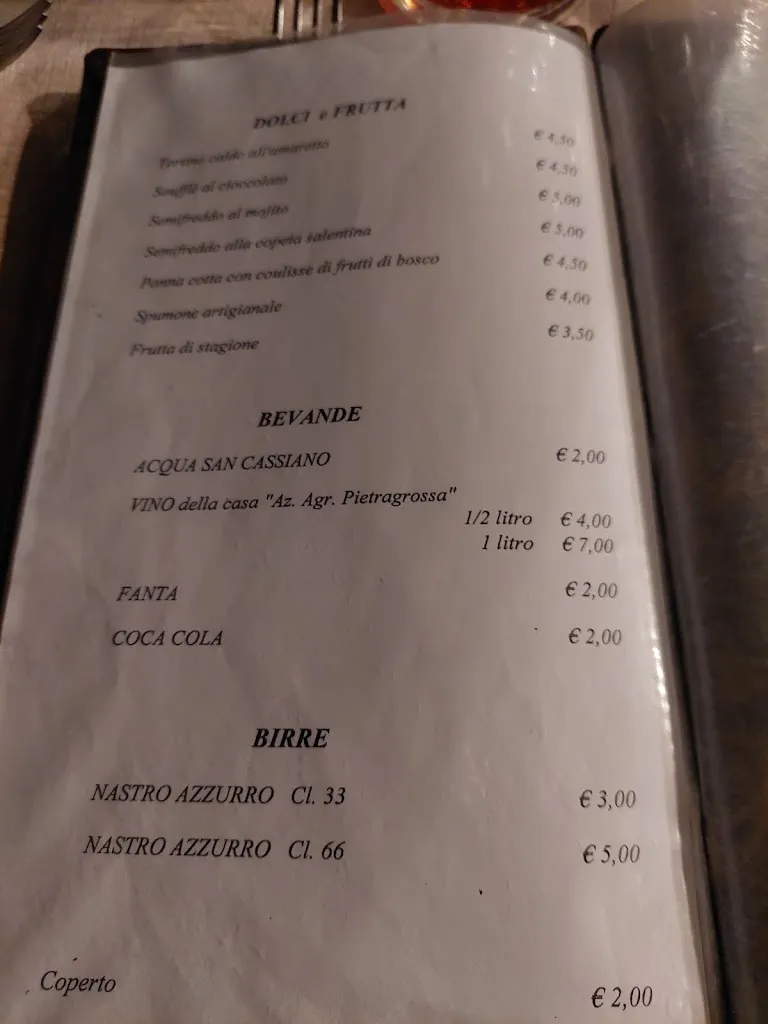 DOLCI e FRUTTA
Tortino caldo all'amaretto € 4,50
Soufflè al cioccolato € 4,50
Semifreddo al mojito € 5,00
Semifreddo alla copeta salentina € 5,00
Panna cotta con coulisse di frutti di bosco € 4,50
Spumone artigianale € 4,00
Frutta di stagione € 3,50
BEVANDE
ACQUA SAN CASSIANO € 2,00
VINO della casa "Az. Agr. Pietragrossa"
1/2 litro € 4,00
1 litro € 7,00
FANTA € 2,00
COCA COLA € 2,00
BIRRE
NASTRO AZZURRO Cl. 33 € 3,00
NASTRO AZZURRO Cl. 66 € 5,00
Coperto € 2,00